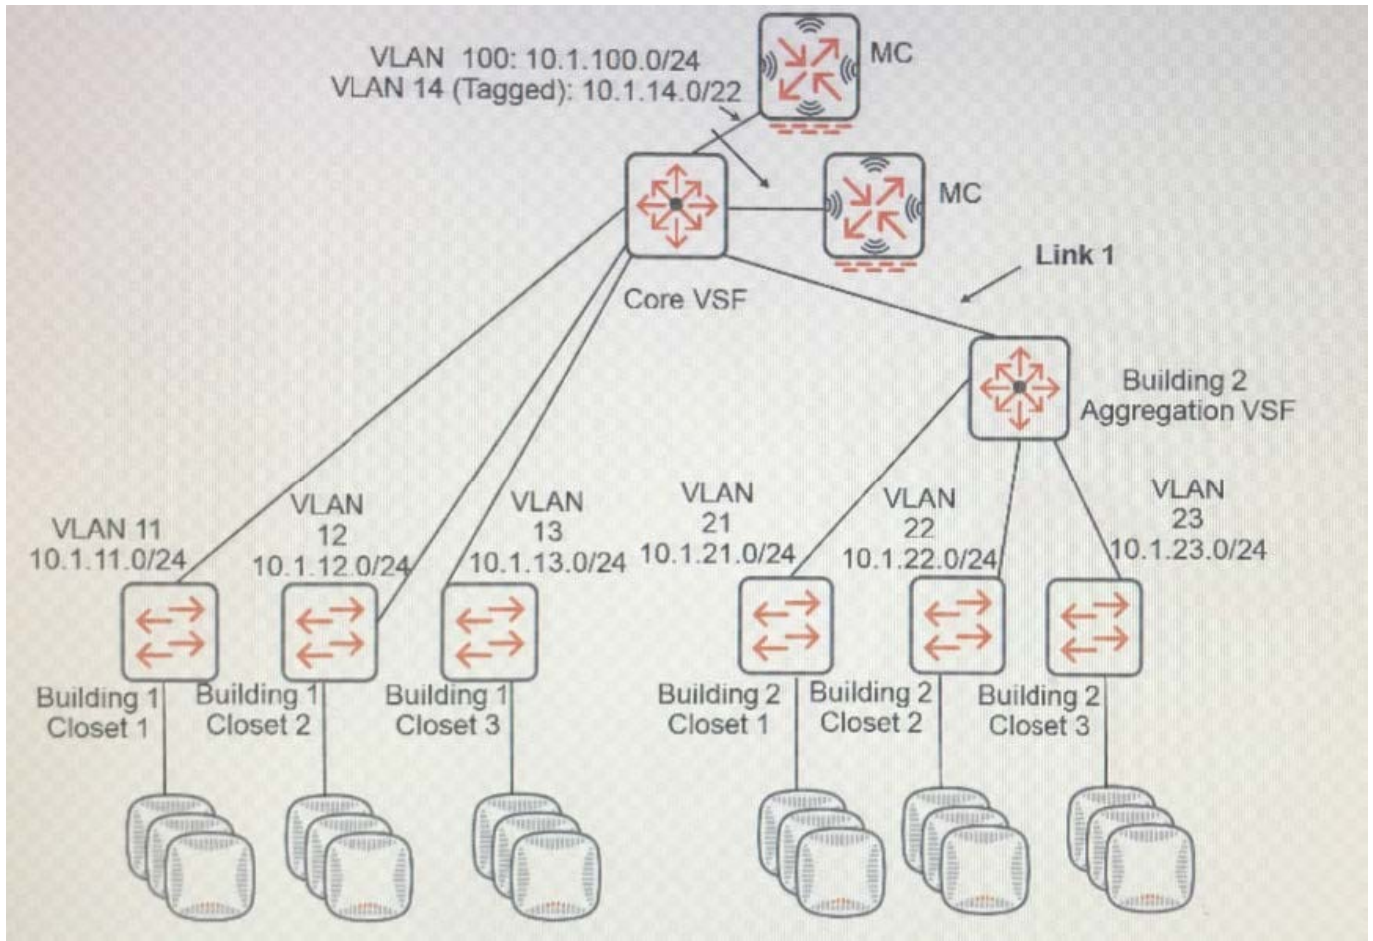 VLAN 100: 10.1.100.0/24
VLAN 14 (Tagged): 10.1.14.0/22
MC
MC
Link 1
Core VSF
Building 2
Aggregation VSF
VLAN 11
10.1.11.0/24
VLAN
12
10.1.12.0/24
VLAN
13
10.1.13.0/24
VLAN
21
10.1.21.0/24
VLAN
22
10.1.22.0/24
VLAN
23
10.1.23.0/24
Building 1
Closet 1
Building 1
Closet 2
Building 1
Closet 3
Building 2
Closet 1
Building 2
Closet 2
Building 2
Closet 3